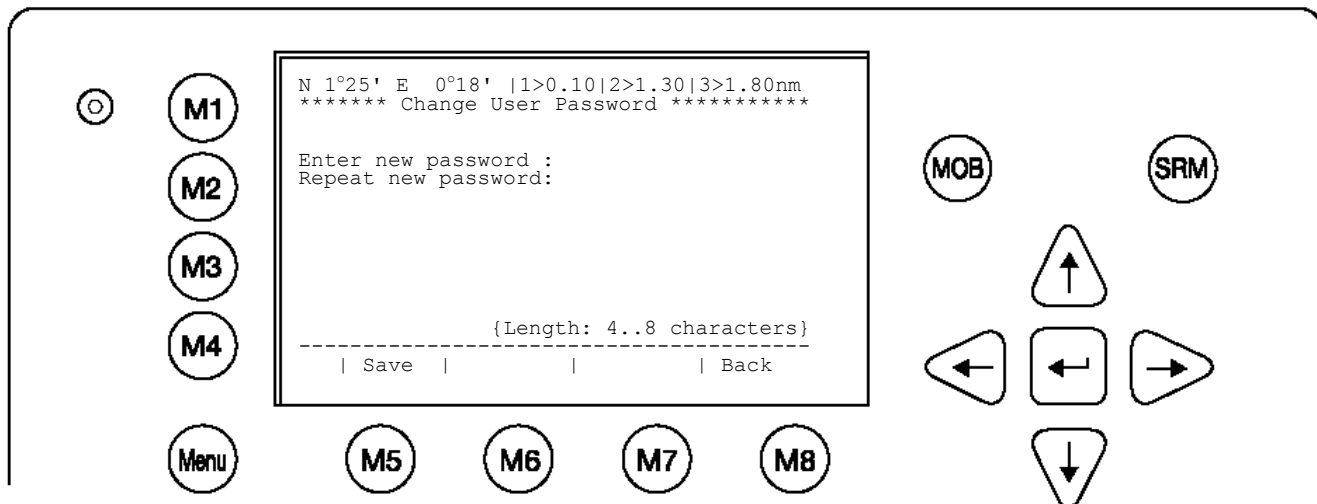 N 1°25' E  0°18' |1>0.10|2>1.30|3>1.80nm
******* Change User Password ***********
Enter new password :
Repeat new password:
{Length: 4..8 characters}
----------------------------------------
| Save  |         |         | Back
M1
M2
M3
M4
Menu M5 M6 M7 M8
MOB SRM